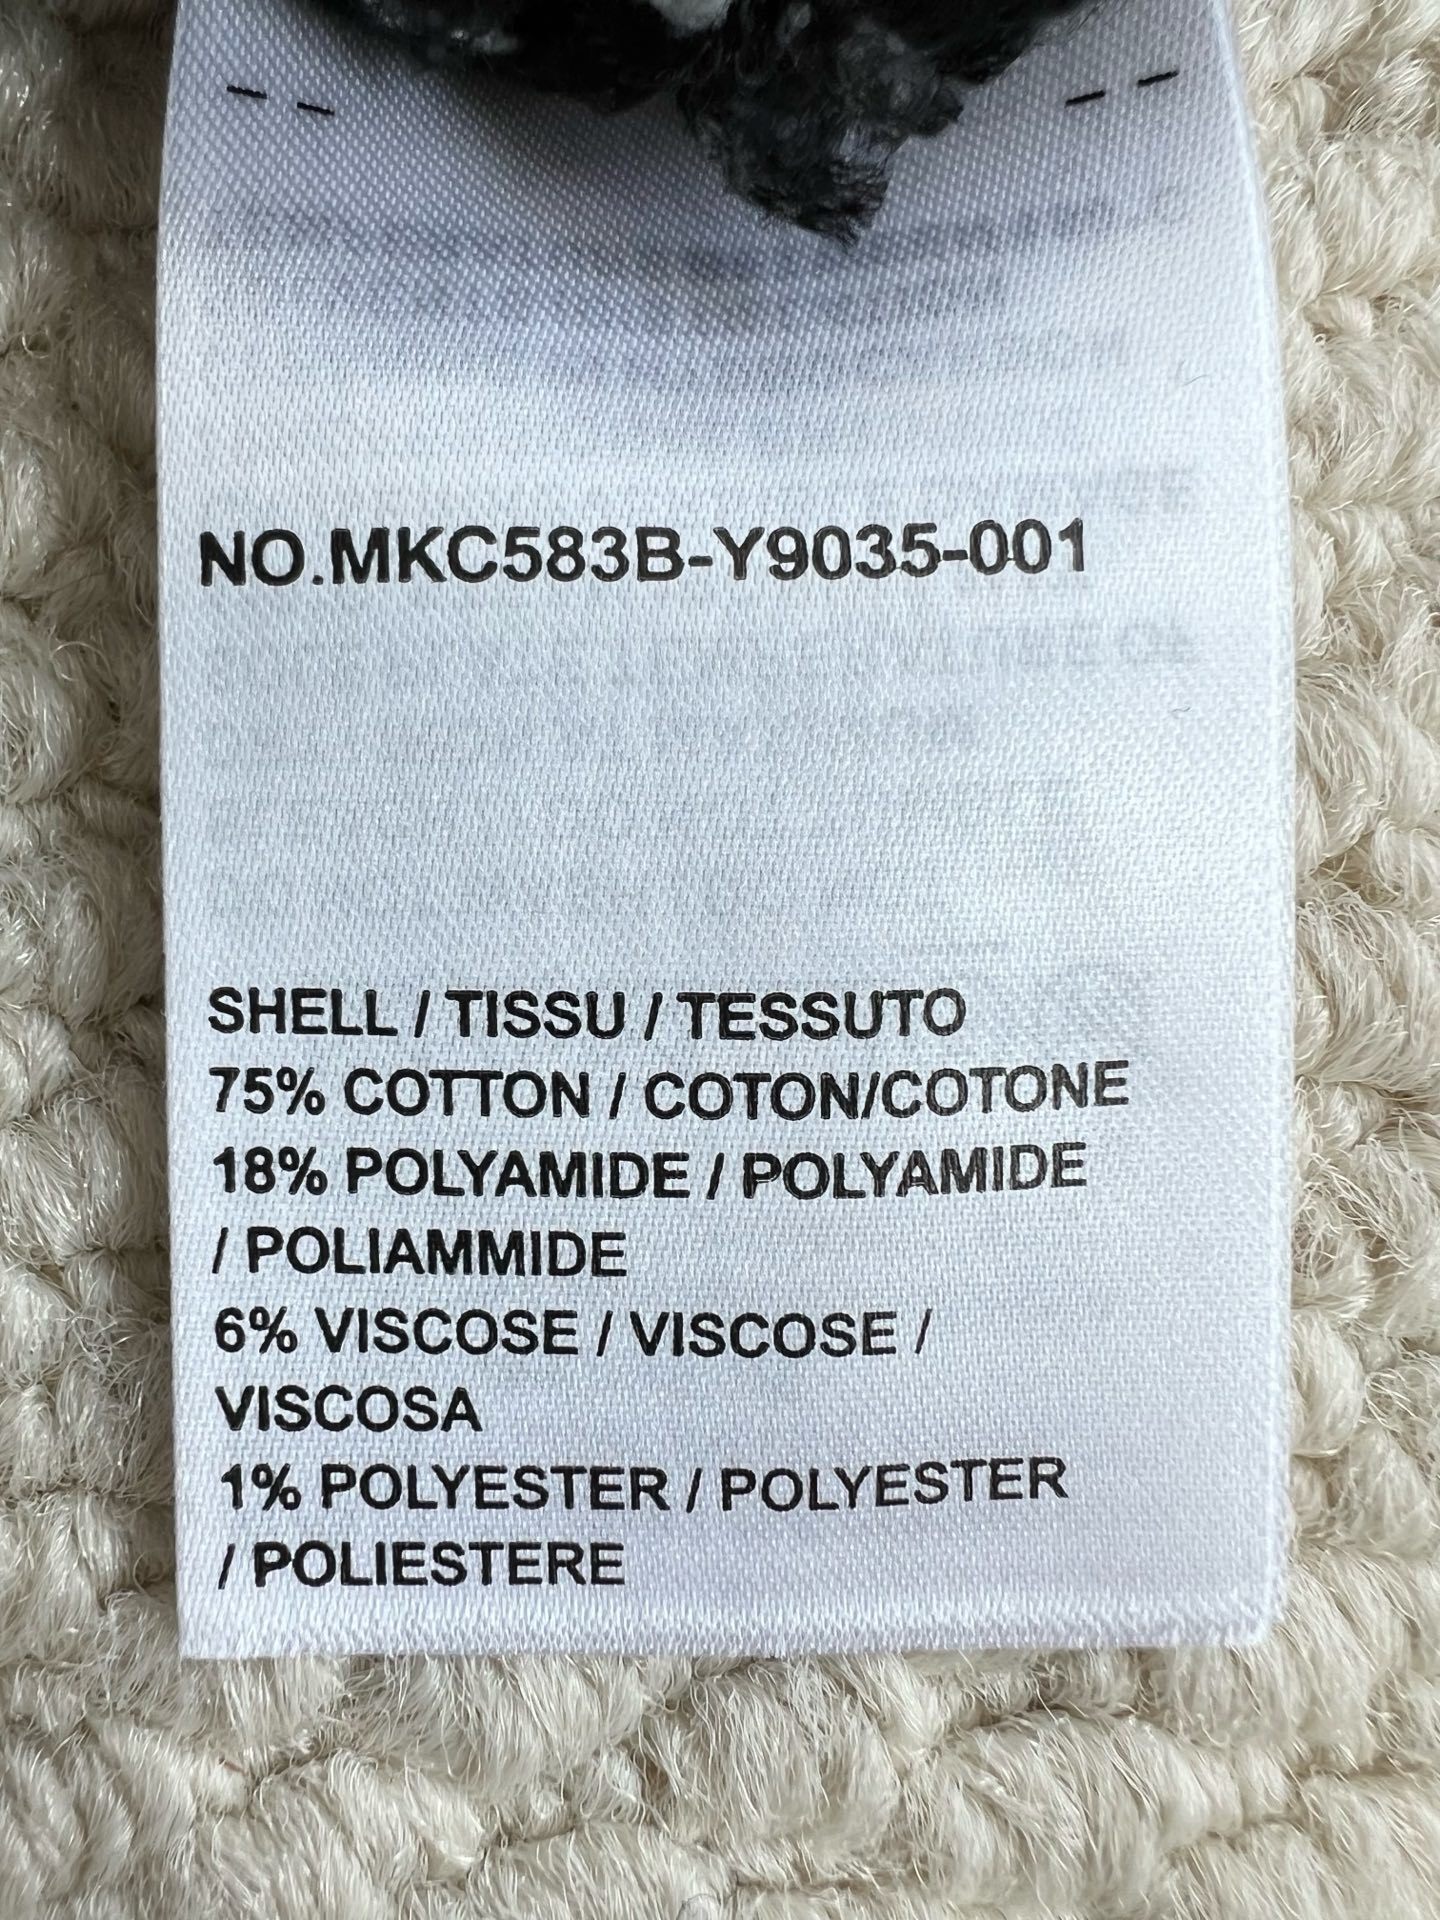 NO.MKC583B-Y9035-001
SHELL / TISSU / TESSUTO
75% COTTON / COTON/COTONE
18% POLYAMIDE / POLYAMIDE
/ POLIAMMIDE
6% VISCOSE / VISCOSE /
VISCOSA
1% POLYESTER / POLYESTER
/ POLIESTERE